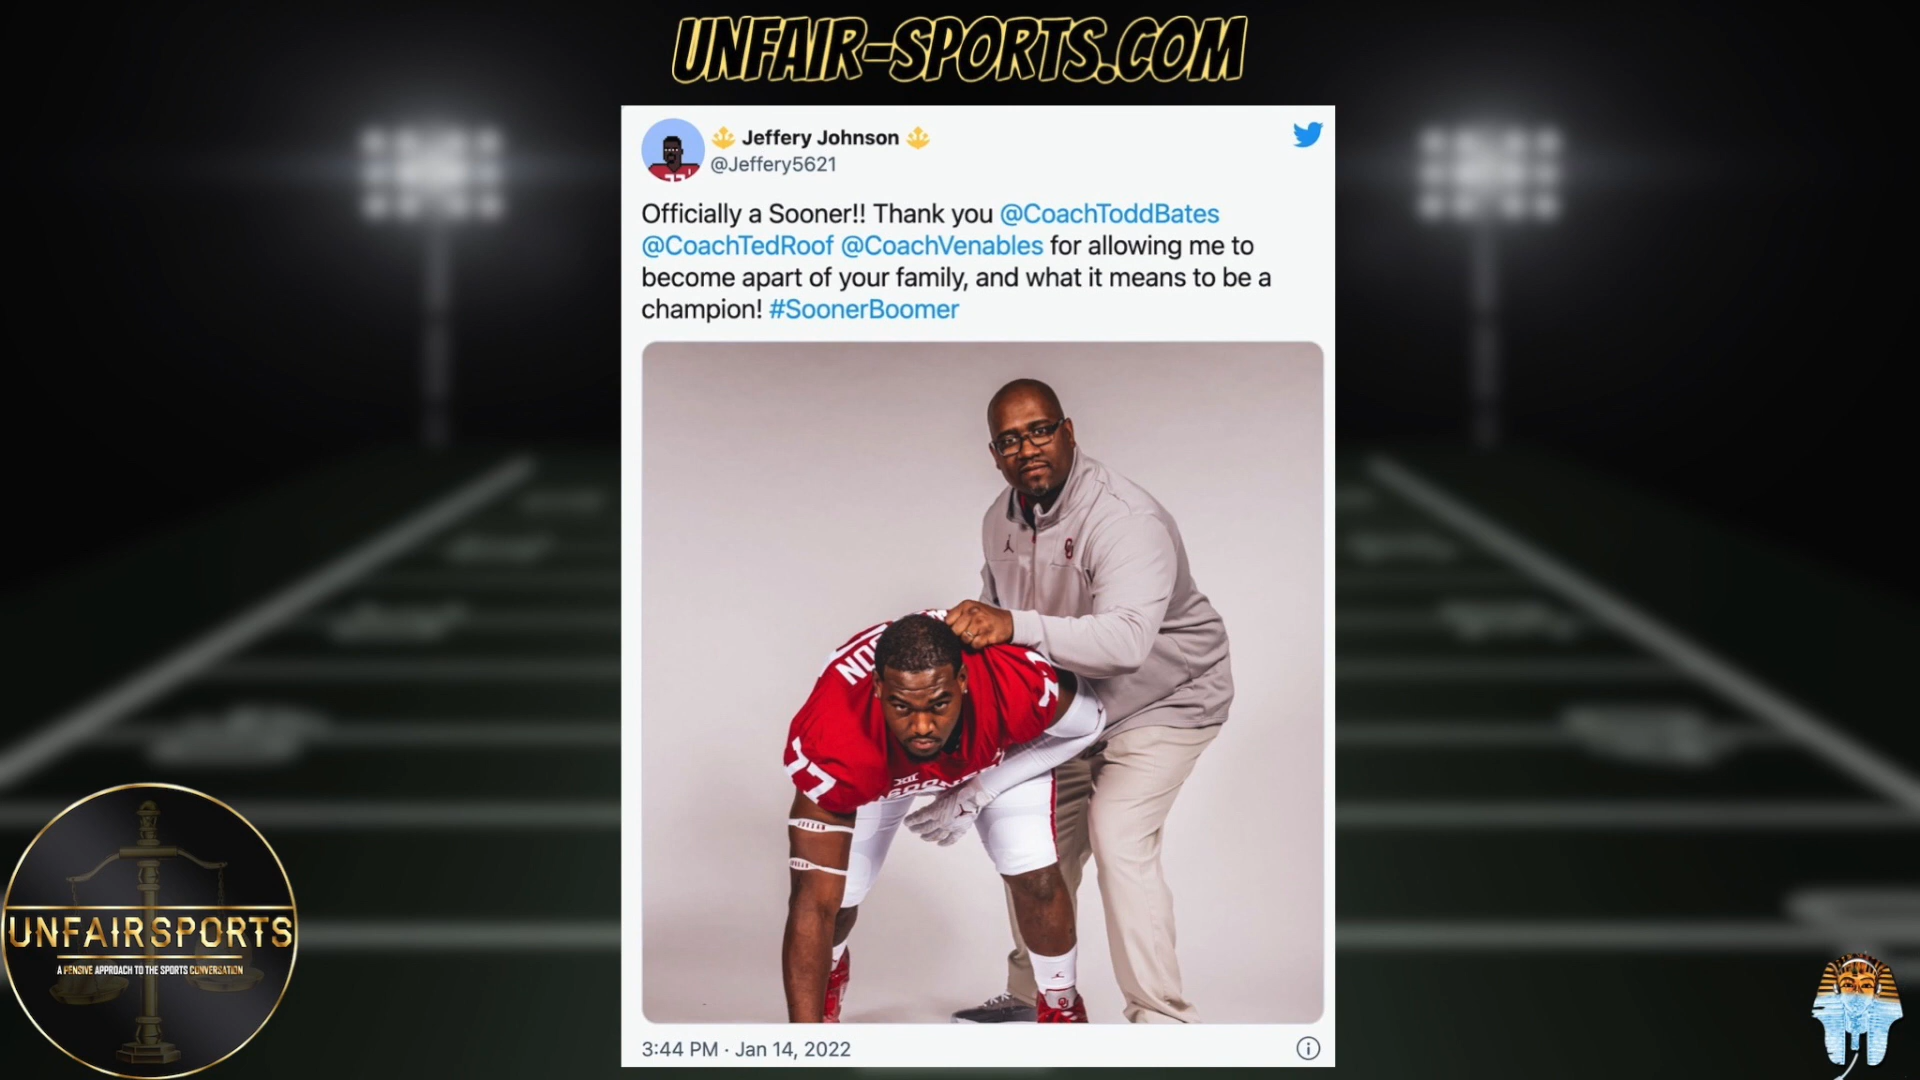 UNFAIR-SPORTS.COM
Jeffery Johnson
@Jeffery5621
Officially a Sooner!! Thank you @CoachToddBates
@CoachTedRoof @CoachVenables for allowing me to
become apart of your family, and what it means to be a
champion! #SoonerBoomer
77
SOONERS
3:44 PM · Jan 14, 2022
UNFAIRSPORTS
A PENSIVE APPROACH TO THE SPORTS CONVERSATION